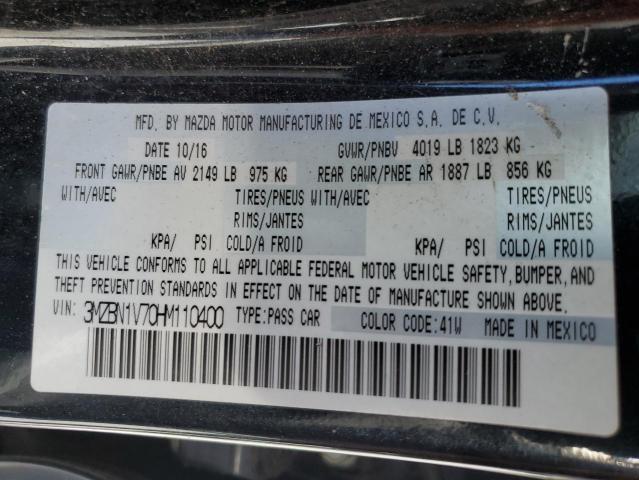 MFD. BY MAZDA MOTOR MANUFACTURING DE MEXICO S.A. DE C.V.
DATE 10/16 GVWR/PNBV 4019 LB 1823 KG
FRONT GAWR/PNBE AV 2149 LB 975 KG REAR GAWR/PNBE AR 1887 LB 856 KG
WITH/AVEC TIRES/PNEUS WITH/AVEC TIRES/PNEUS
RIMS/JANTES RIMS/JANTES
KPA/ PSI COLD/A FROID KPA/ PSI COLD/A FROID
THIS VEHICLE CONFORMS TO ALL APPLICABLE FEDERAL MOTOR VEHICLE SAFETY, BUMPER, AND
THEFT PREVENTION STANDARDS IN EFFECT ON THE DATE OF MANUFACTURE SHOWN ABOVE.
VIN: 3MZBN1V70HM110400 TYPE:PASS CAR COLOR CODE:41W MADE IN MEXICO